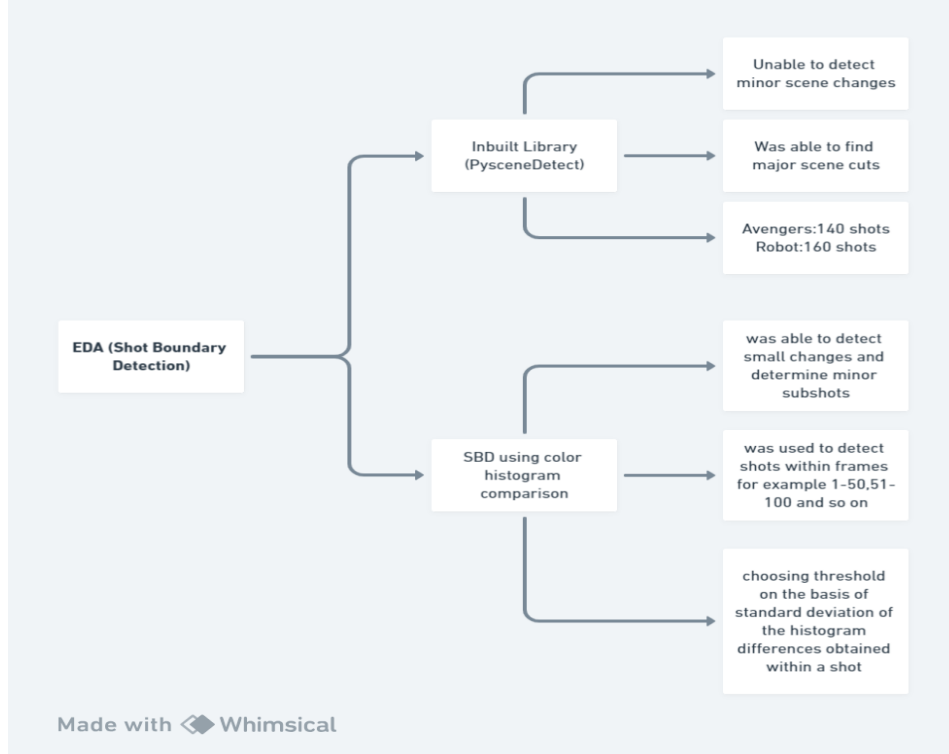 Unable to detect
minor scene changes
Inbuilt Library
(PysceneDetect)
Was able to find
major scene cuts
Avengers:140 shots
Robot:160 shots
EDA (Shot Boundary
Detection)
was able to detect
small changes and
determine minor
subshots
SBD using color
histogram
comparison
was used to detect
shots within frames
for example 1-50,51-
100 and so on
choosing threshold
on the basis of
standard deviation of
the histogram
differences obtained
within a shot
Made with Whimsical